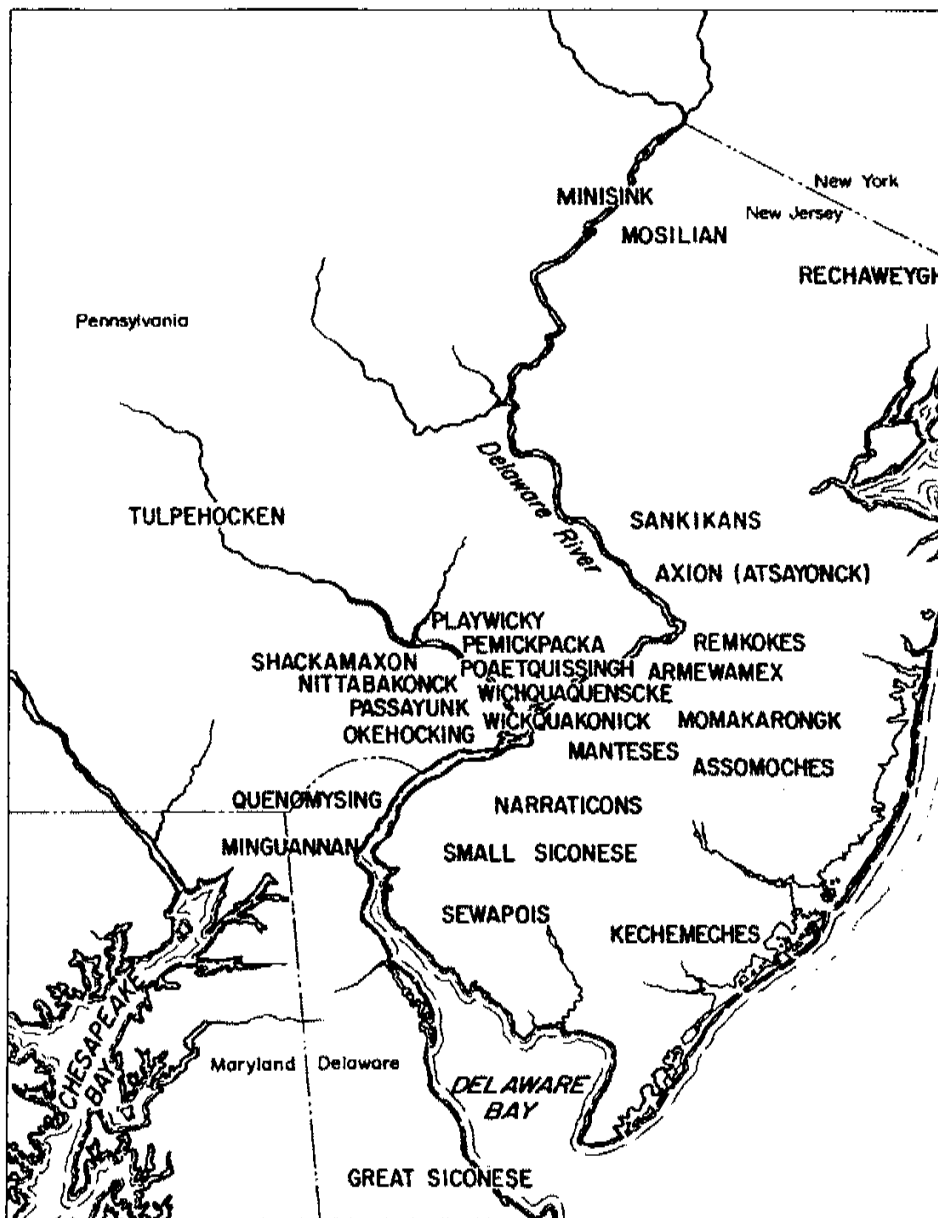 New York
MINISINK
New Jersey
MOSILIAN
RECHAWEYGH
Pennsylvania
Delaware River
TULPEHOCKEN
SANKIKANS
AXION (ATSAYONCK)
PLAYWICKY
PEMICKPACKA
REMKOKES
SHACKAMAXON
POAETQUISSINGH
ARMEWAMEX
NITTABAKONCK
WICHQUAQUENSCKE
PASSAYUNK
WICKQUAKONICK
MOMAKARONGK
OKEHOCKING
MANTESES
ASSOMOCHES
QUENOMYSING
NARRATICONS
MINGUANNAN
SMALL SICONESE
SEWAPOIS
KECHEMECHES
CHESAPEAKE
BAY
Maryland
Delaware
DELAWARE
BAY
GREAT SICONESE